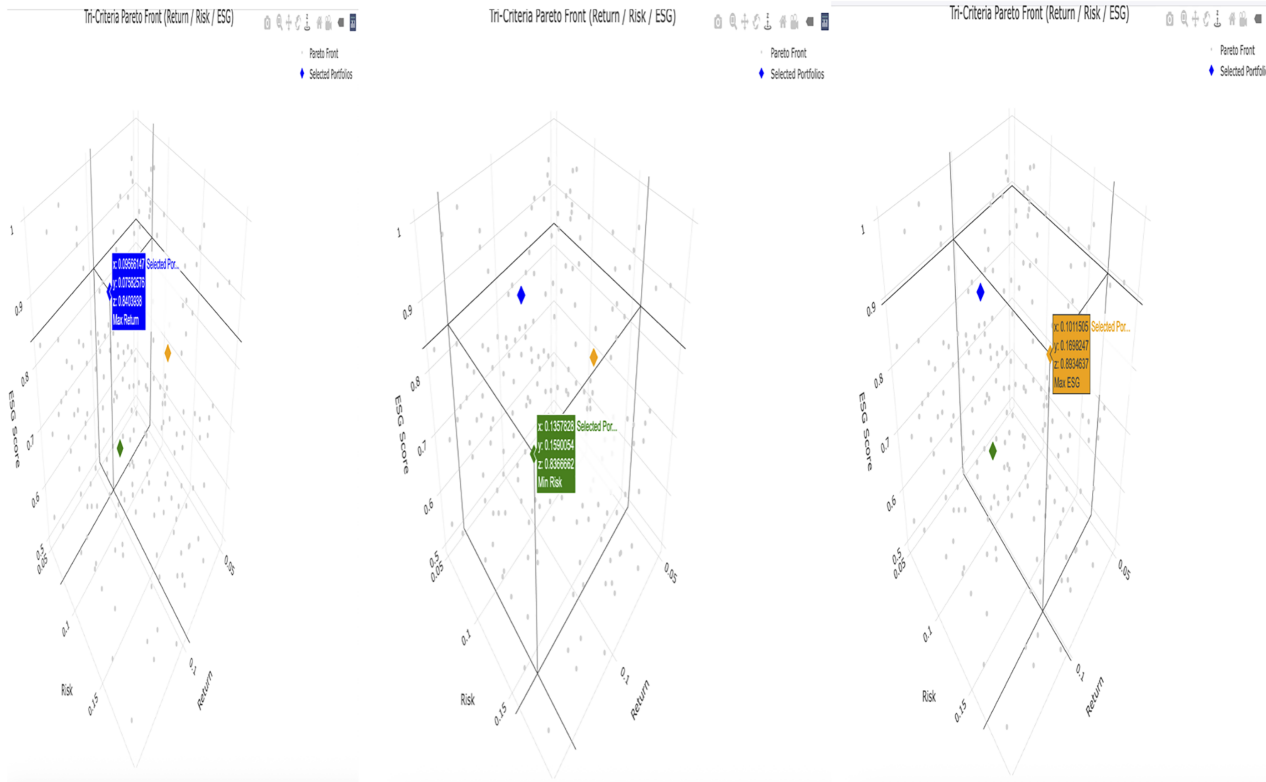 Tri-Criteria Pareto Front (Return / Risk / ESG)
Pareto Front
Selected Portfolios
x: 0.09566147
y: 0.07582576
z: 0.8403938
Max Return
Selected Por...
1
0.9
0.8
0.7
0.6
0.5
ESG Score
0.05
0.1
0.15
Risk
0.05
0.1
Return
Tri-Criteria Pareto Front (Return / Risk / ESG)
Pareto Front
Selected Portfolios
x: 0.1357828
y: 0.1590054
z: 0.8366662
Min Risk
Selected Por...
1
0.9
0.8
0.7
0.6
0.5
ESG Score
0.05
0.1
0.15
Risk
0.05
0.1
Return
Tri-Criteria Pareto Front (Return / Risk / ESG)
Pareto Front
Selected Portfoli
x: 0.1011505
y: 0.1698247
z: 0.8934637
Max ESG
Selected Por...
1
0.9
0.8
0.7
0.6
0.5
ESG Score
0.05
0.1
0.15
Risk
0.05
0.1
Return